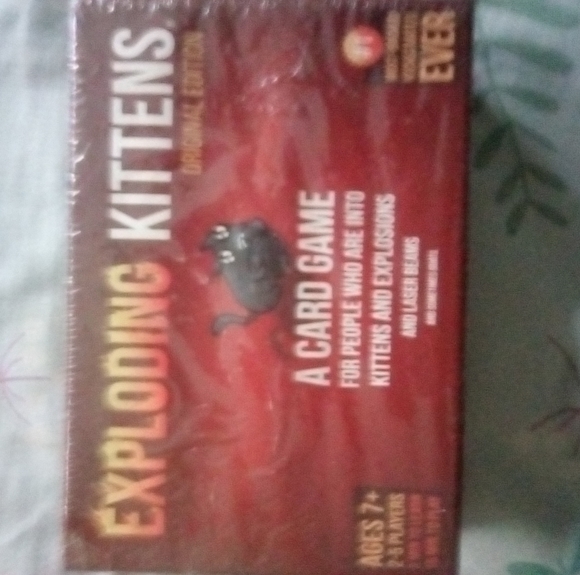 EXPLODING KITTENS
ORIGINAL EDITION
A CARD GAME
FOR PEOPLE WHO ARE INTO
KITTENS AND EXPLOSIONS
AND LASER BEAMS
AGES 7+
2-5 PLAYERS
#1
EVER